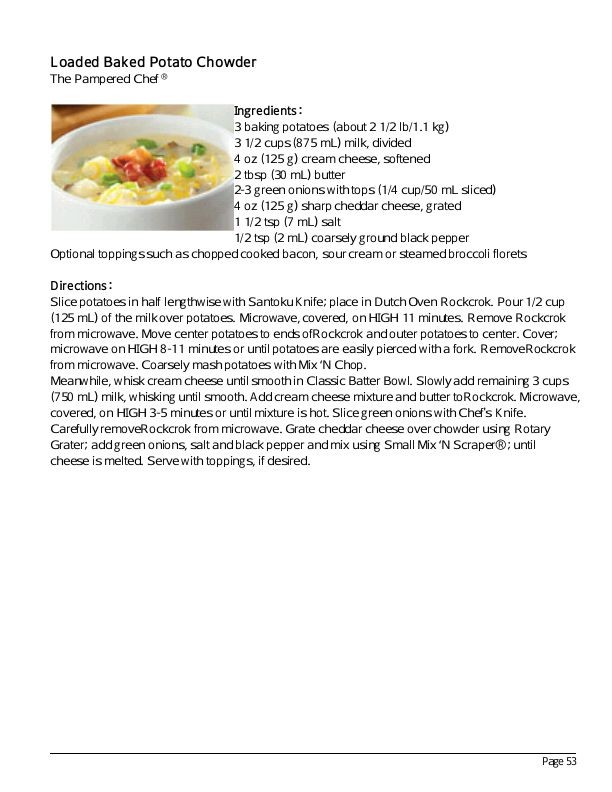 Loaded Baked Potato Chowder
The Pampered Chef ®
Ingredients:
3 baking potatoes (about 2 1/2 lb/1.1 kg)
3 1/2 cups (875 mL) milk, divided
4 oz (125 g) cream cheese, softened
2 tbsp (30 mL) butter
2-3 green onions with tops (1/4 cup/50 mL sliced)
4 oz (125 g) sharp cheddar cheese, grated
1 1/2 tsp (7 mL) salt
1/2 tsp (2 mL) coarsely ground black pepper
Optional toppings such as chopped cooked bacon, sour cream or steamed broccoli florets
Directions:
Slice potatoes in half lengthwise with Santoku Knife; place in Dutch Oven Rockcrok. Pour 1/2 cup
(125 mL) of the milk over potatoes. Microwave, covered, on HIGH 11 minutes. Remove Rockcrok
from microwave. Move center potatoes to ends of Rockcrok and outer potatoes to center. Cover;
microwave on HIGH 8-11 minutes or until potatoes are easily pierced with a fork. Remove Rockcrok
from microwave. Coarsely mash potatoes with Mix ‘N Chop.
Meanwhile, whisk cream cheese until smooth in Classic Batter Bowl. Slowly add remaining 3 cups
(750 mL) milk, whisking until smooth. Add cream cheese mixture and butter to Rockcrok. Microwave,
covered, on HIGH 3-5 minutes or until mixture is hot. Slice green onions with Chef's Knife.
Carefully remove Rockcrok from microwave. Grate cheddar cheese over chowder using Rotary
Grater; add green onions, salt and black pepper and mix using Small Mix ‘N Scraper®; until
cheese is melted. Serve with toppings, if desired.
Page 53